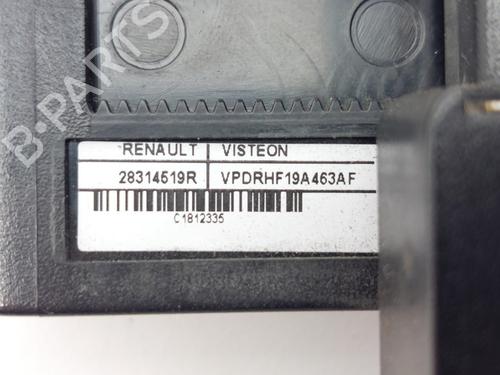 B-PARTS
RENAULT VISTEON
28314519R VPDRHF19A463AF
C1812335